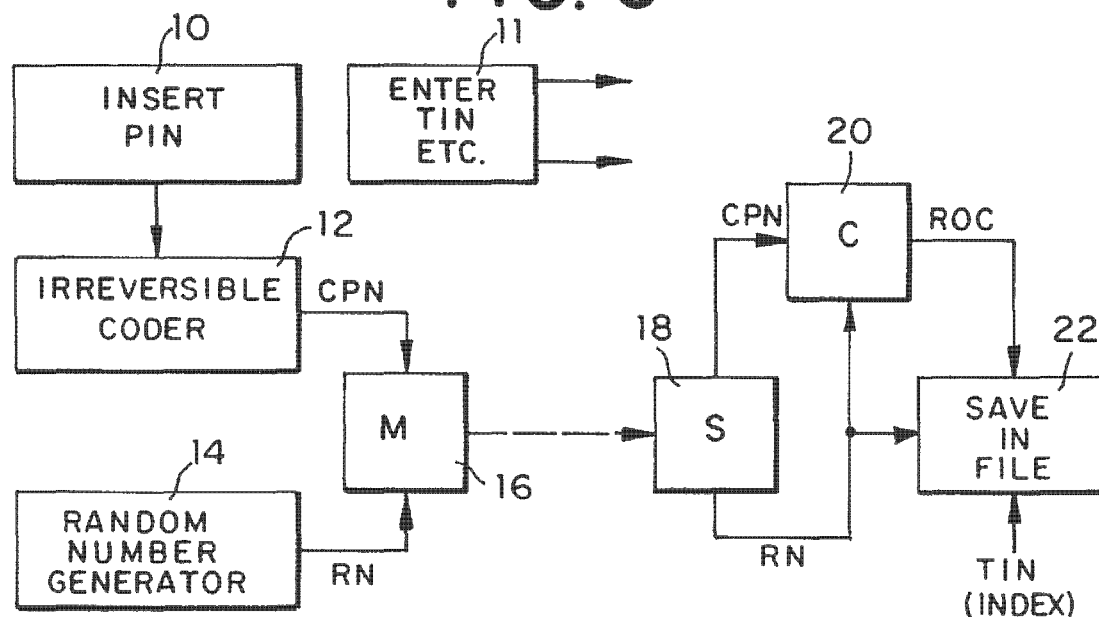 10
INSERT
PIN
11
ENTER
TIN
ETC.
12
IRREVERSIBLE
CODER
CPN
14
RANDOM
NUMBER
GENERATOR
RN
M
16
18
S
CPN
RN
20
C
ROC
22
SAVE
IN
FILE
TIN
(INDEX)